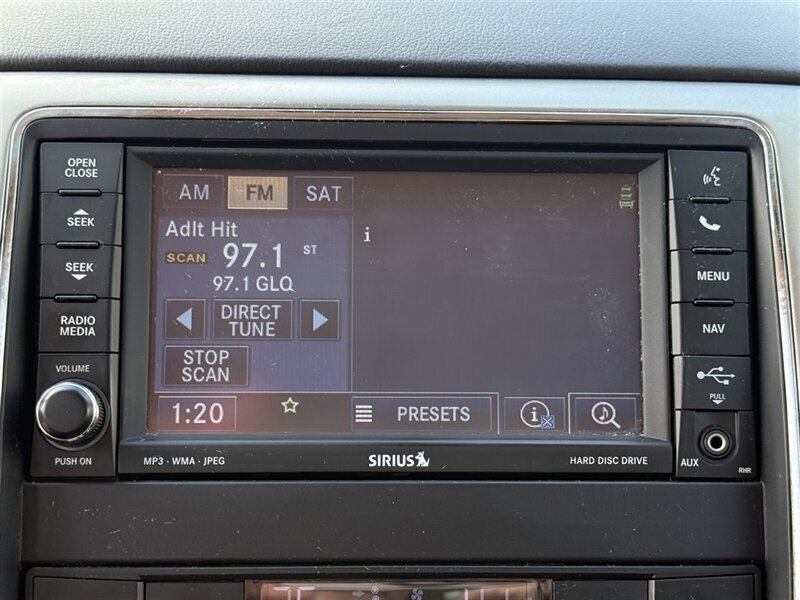 OPEN
CLOSE
SEEK
SEEK
RADIO
MEDIA
VOLUME
PUSH ON
AM FM SAT
Adlt Hit
SCAN 97.1 ST
97.1 GLQ
DIRECT
TUNE
STOP
SCAN
i
1:20 PRESETS i
MP3 · WMA · JPEG SIRIUS HARD DISC DRIVE
MENU
NAV
PULL
AUX
RHR